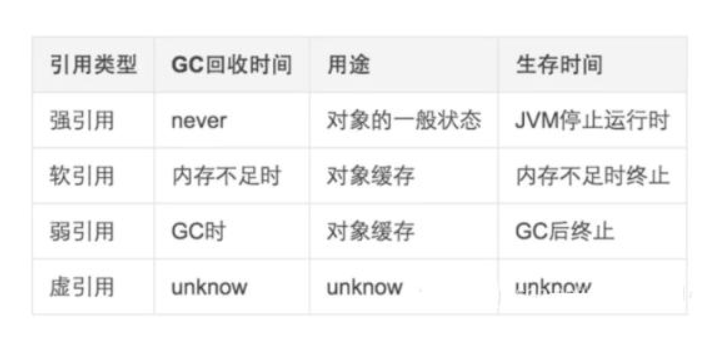 引用类型 GC回收时间 用途 生存时间
强引用 never 对象的一般状态 JVM停止运行时
软引用 内存不足时 对象缓存 内存不足时终止
弱引用 GC时 对象缓存 GC后终止
虚引用 unknow unknow unknow